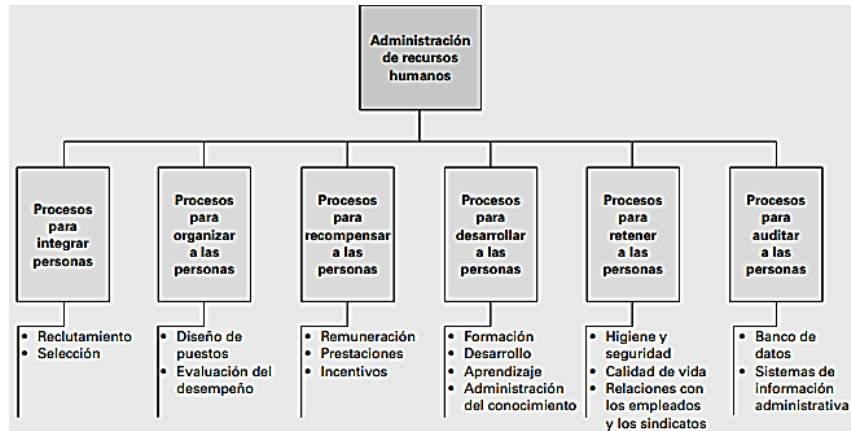 Administración
de recursos
humanos
Procesos
para
integrar
personas
Procesos
para
organizar
a las
personas
Procesos
para
recompensar
a las
personas
Procesos
para
desarrollar
a las
personas
Procesos
para
retener
a las
personas
Procesos
para
auditar
a las
personas
• Reclutamiento
• Selección
• Diseño de
puestos
• Evaluación del
desempeño
• Remuneración
• Prestaciones
• Incentivos
• Formación
• Desarrollo
• Aprendizaje
• Administración
del conocimiento
• Higiene y
seguridad
• Calidad de vida
• Relaciones con
los empleados
y los sindicatos
• Banco de
datos
• Sistemas de
información
administrativa